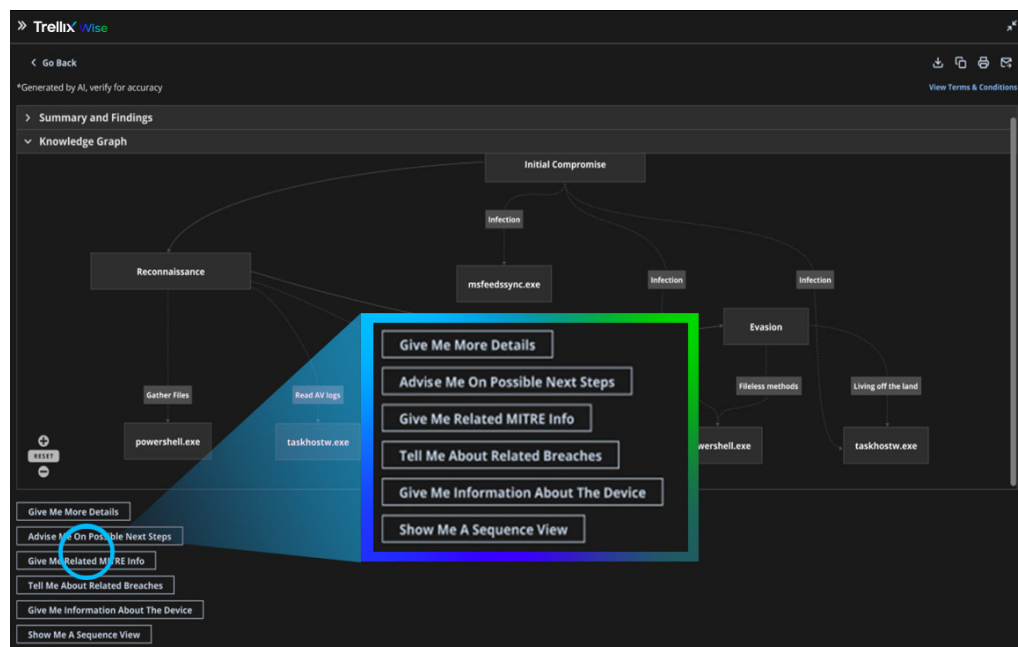 Trellix Wise
Go Back
*Generated by AI, verify for accuracy
View Terms & Conditions
Summary and Findings
Knowledge Graph
Initial Compromise
Infection
Reconnaissance
msfeedssync.exe
Infection
Infection
Evasion
Gather Files
Read AV logs
Fileless methods
Living off the land
powershell.exe
taskhostw.exe
wershell.exe
taskhostw.exe
RESET
Give Me More Details
Advise Me On Possible Next Steps
Give Me Related MITRE Info
Tell Me About Related Breaches
Give Me Information About The Device
Show Me A Sequence View
Give Me More Details
Advise Me On Possible Next Steps
Give Me Related MITRE Info
Tell Me About Related Breaches
Give Me Information About The Device
Show Me A Sequence View